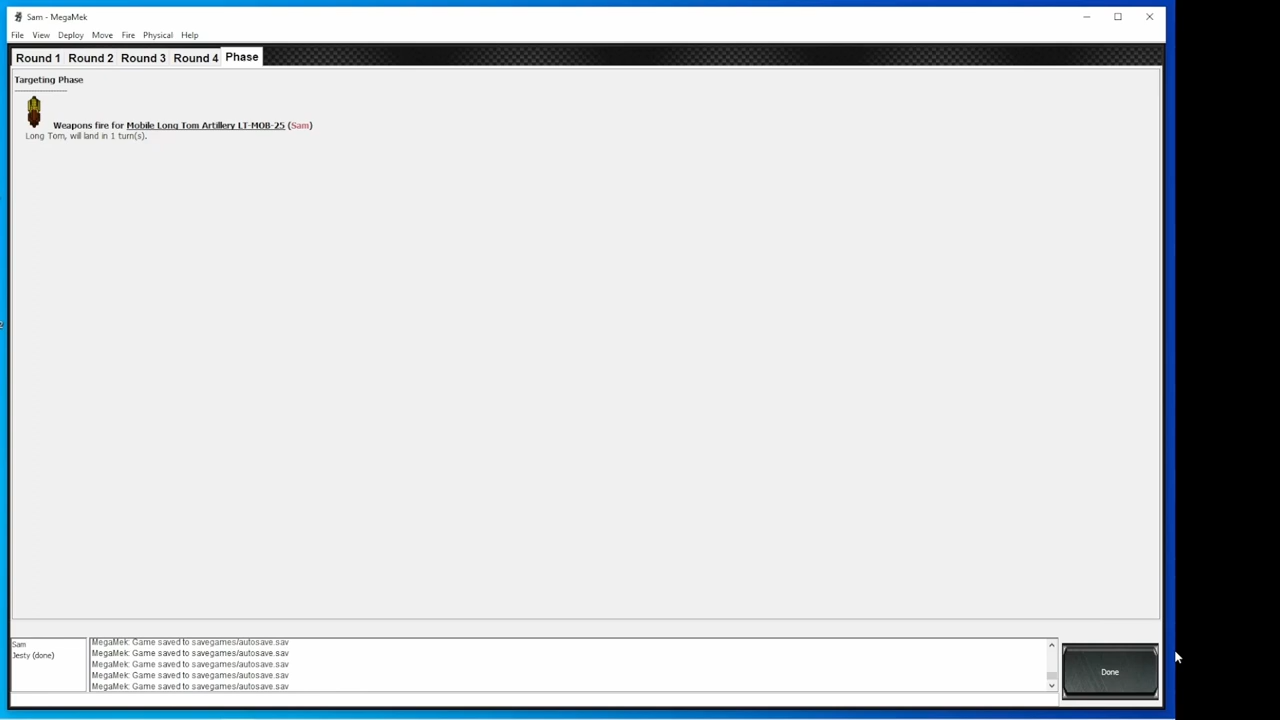 Sam - MegaMek
File View Deploy Move Fire Physical Help
Round 1 Round 2 Round 3 Round 4 Phase
Targeting Phase
--------------------
Weapons fire for Mobile Long Tom Artillery LT-MOB-25 (Sam)
Long Tom, will land in 1 turn(s).
Sam
Jesty (done)
MegaMek: Game saved to savegames/autosave.sav
MegaMek: Game saved to savegames/autosave.sav
MegaMek: Game saved to savegames/autosave.sav
MegaMek: Game saved to savegames/autosave.sav
MegaMek: Game saved to savegames/autosave.sav
Done